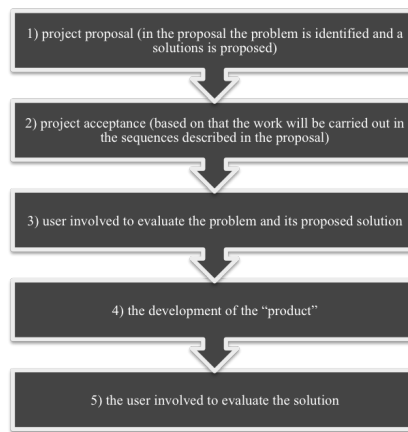 1) project proposal (in the proposal the problem is identified and a
solutions is proposed)
2) project acceptance (based on that the work will be carried out in
the sequences described in the proposal)
3) user involved to evaluate the problem and its proposed solution
4) the development of the “product”
5) the user involved to evaluate the solution